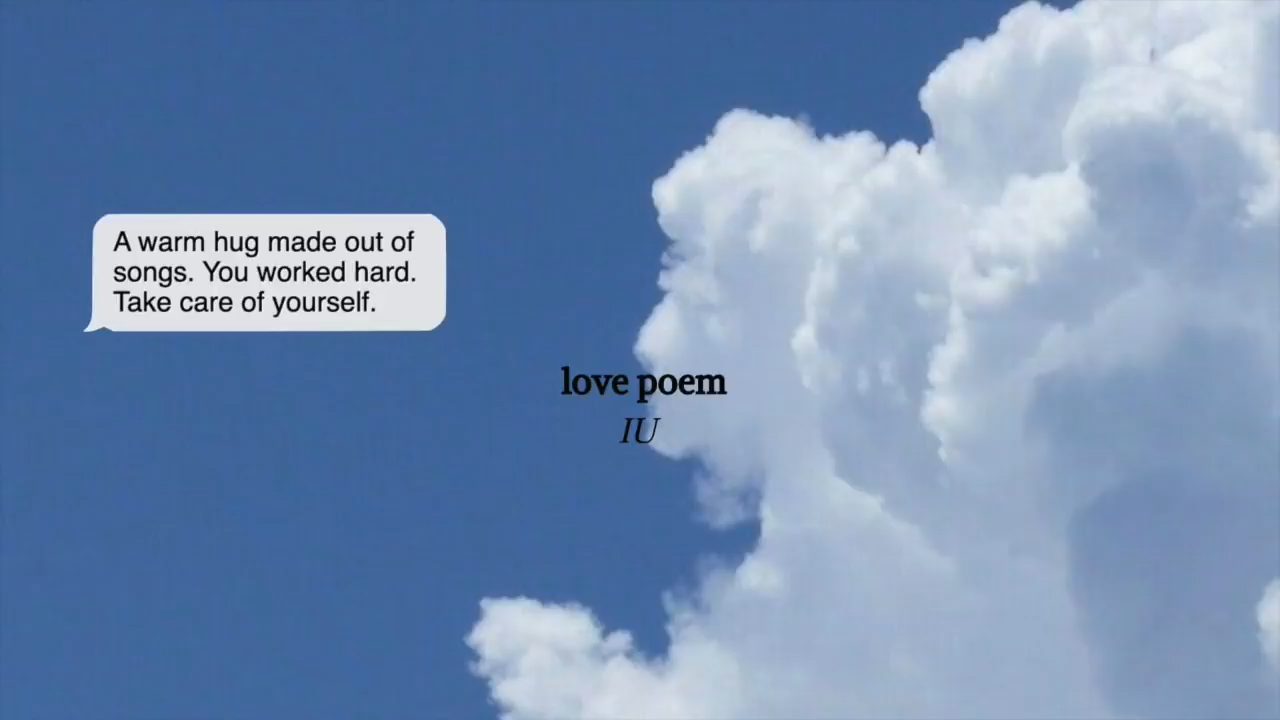 A warm hug made out of
songs. You worked hard.
Take care of yourself.
love poem
IU